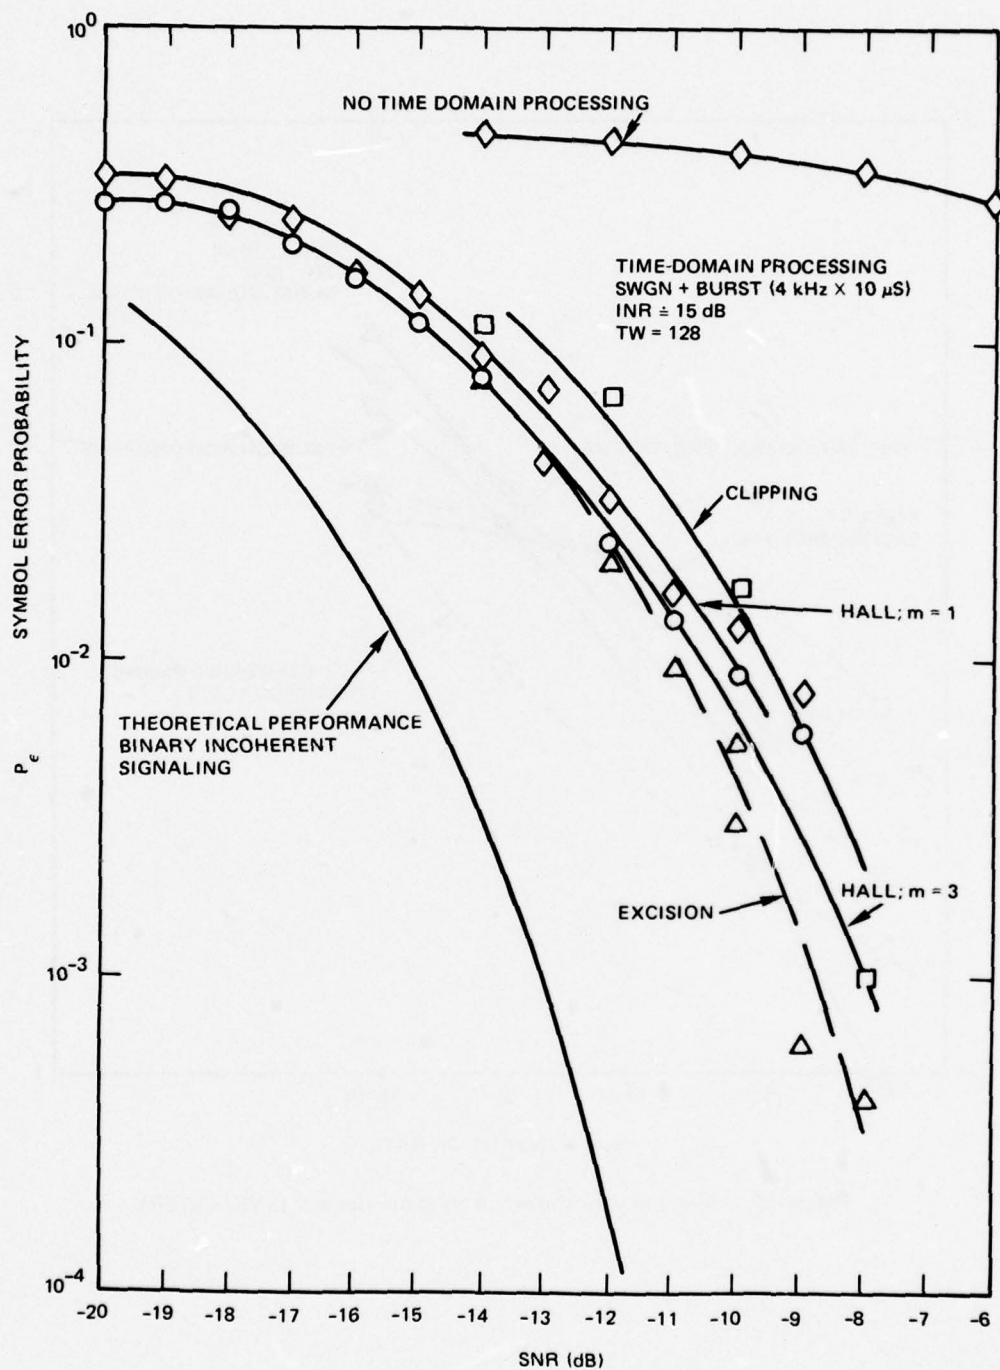 10⁰
NO TIME DOMAIN PROCESSING
TIME-DOMAIN PROCESSING
SWGN + BURST (4 kHz X 10 μS)
INR ≐ 15 dB
TW = 128
10⁻¹
SYMBOL ERROR PROBABILITY
CLIPPING
HALL; m = 1
10⁻²
THEORETICAL PERFORMANCE
BINARY INCOHERENT
SIGNALING
P ϵ
HALL; m = 3
EXCISION
10⁻³
10⁻⁴
-20 -19 -18 -17 -16 -15 -14 -13 -12 -11 -10 -9 -8 -7 -6
SNR (dB)